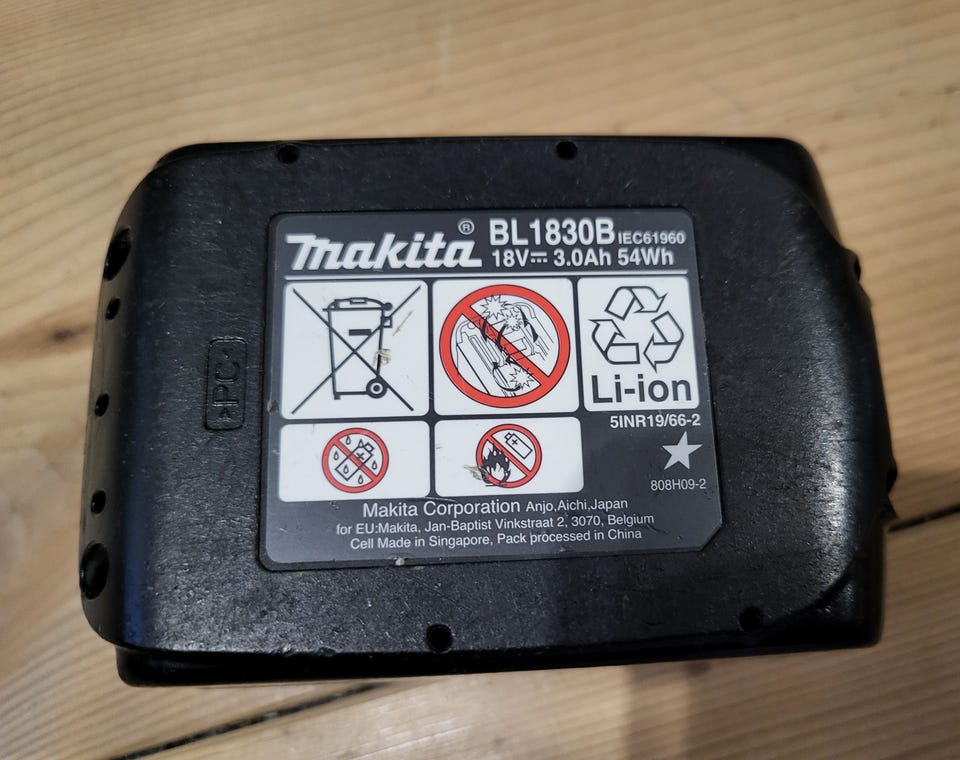 makita® BL1830B IEC61960
18V⎓ 3.0Ah 54Wh
Li-ion
5INR19/66-2
808H09-2
>PC<
Makita Corporation Anjo,Aichi,Japan
for EU:Makita, Jan-Baptist Vinkstraat 2, 3070, Belgium
Cell Made in Singapore, Pack processed in China